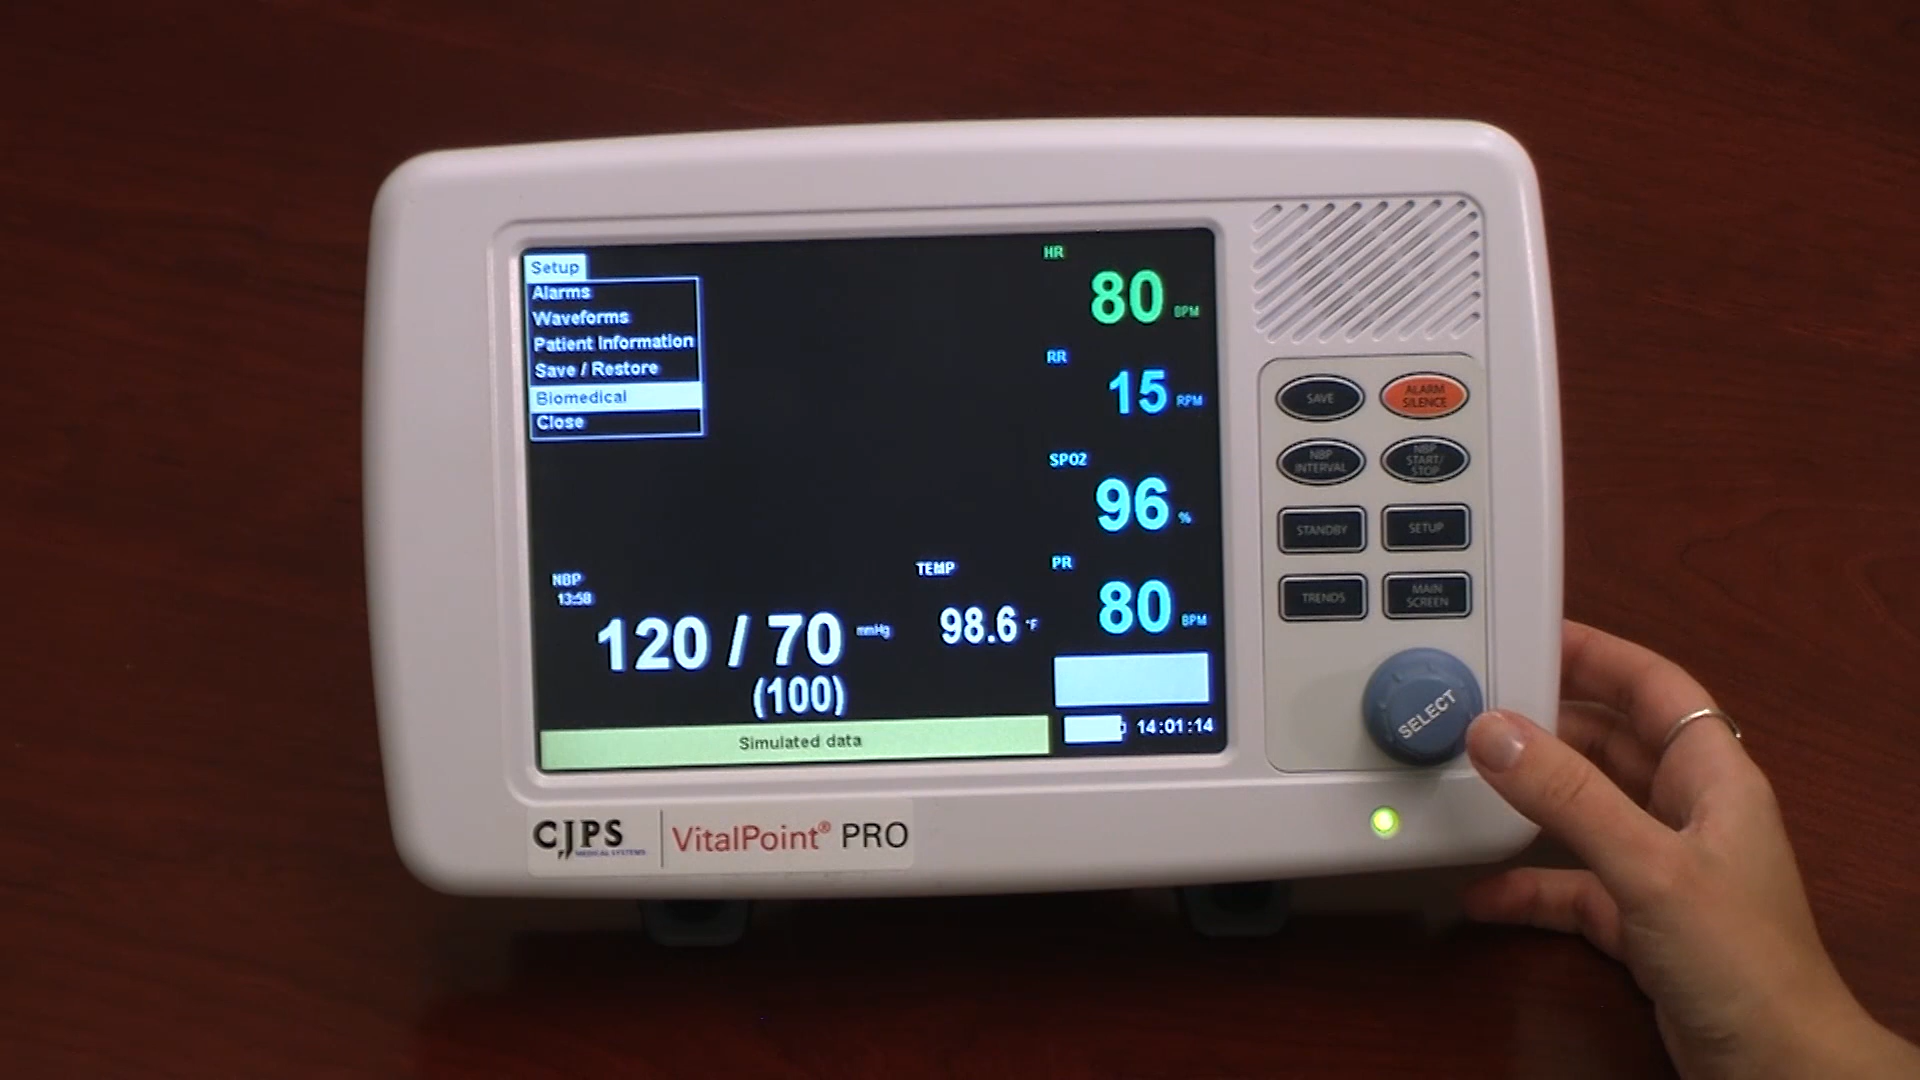 Setup
Alarms
Waveforms
Patient Information
Save / Restore
Biomedical
Close
HR
80 BPM
RR
15 RPM
SPO2
96 %
PR
80 BPM
NBP
13:58
120 / 70 mmHg
(100)
TEMP
98.6 °F
Simulated data
14:01:14
SAVE
ALARM
SILENCE
NBP
INTERVAL
NBP
START/
STOP
STANDBY
SETUP
TRENDS
MAIN
SCREEN
SELECT
CJPS
MEDICAL SYSTEMS
VitalPoint® PRO